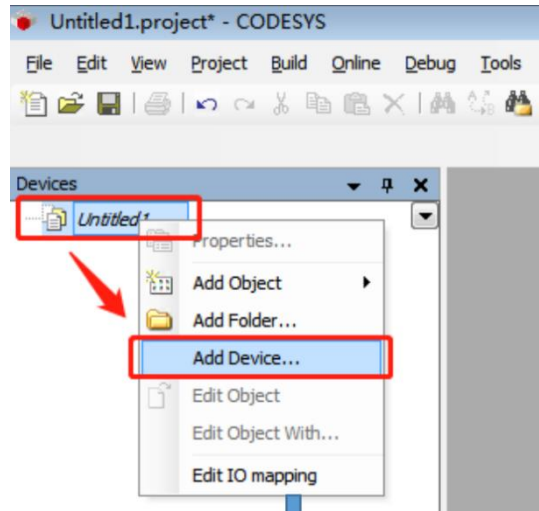 Untitled1.project* - CODESYS
File Edit View Project Build Online Debug Tools
Devices
Untitled1
Properties...
Add Object
Add Folder...
Add Device...
Edit Object
Edit Object With...
Edit IO mapping